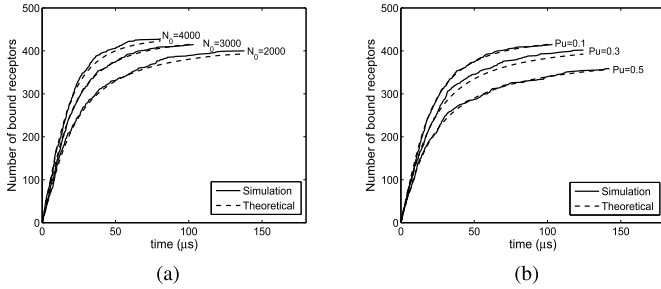 500
400
300
200
100
0
Number of bound receptors
N₀=4000
N₀=3000
N₀=2000
Simulation
Theoretical
0 50 100 150
time (μs)
(a)
500
400
300
200
100
0
Number of bound receptors
Pu=0.1
Pu=0.3
Pu=0.5
Simulation
Theoretical
0 50 100 150
time (μs)
(b)